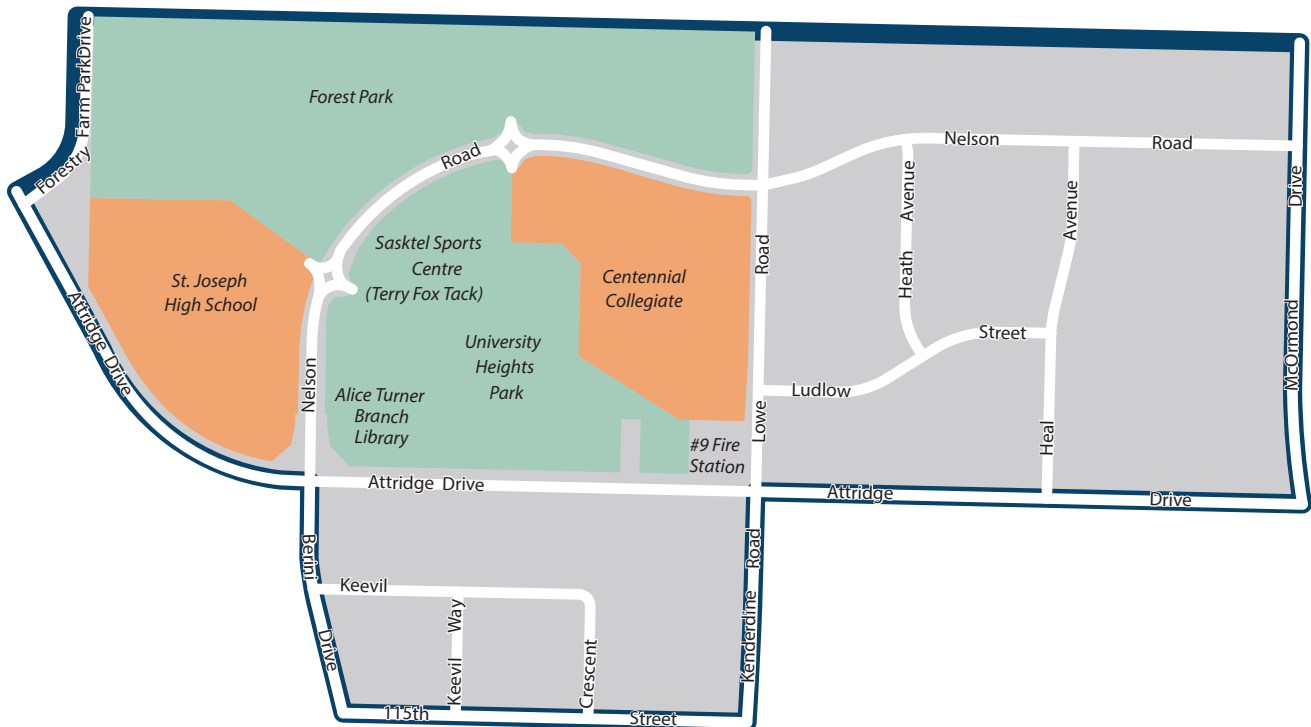 Farm Park Drive
Forestry
Forest Park
Road
Nelson
Road
Drive
Avenue
Avenue
Heath
Road
Sasktel Sports
Centre
(Terry Fox Tack)
Centennial
Collegiate
St. Joseph
High School
Attridge Drive
University
Heights
Park
Street
McOrmond
Nelson
Alice Turner
Branch
Library
Ludlow
Lowe
Heal
#9 Fire
Station
Attridge Drive
Attridge
Drive
Berini
Drive
Keevil
Keevil Way
Crescent
Kenderdine Road
115th
Street